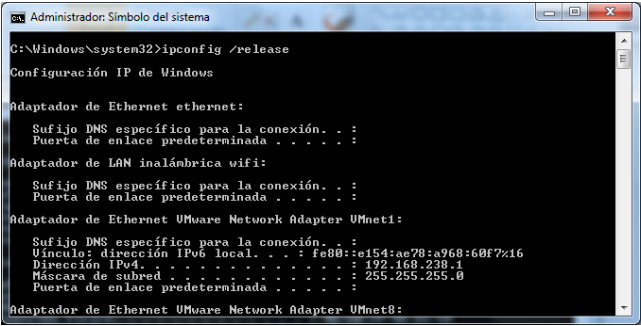 Administrador: Símbolo del sistema
C:\Windows\system32>ipconfig /release
Configuración IP de Windows
Adaptador de Ethernet ethernet:
Sufijo DNS específico para la conexión. . :
Puerta de enlace predeterminada . . . . . :
Adaptador de LAN inalámbrica wifi:
Sufijo DNS específico para la conexión. . :
Puerta de enlace predeterminada . . . . . :
Adaptador de Ethernet VMware Network Adapter VMnet1:
Sufijo DNS específico para la conexión. . :
Vínculo: dirección IPv6 local. . . : fe80::e154:ae78:a968:60f7%16
Dirección IPv4. . . . . . . . . . . . . . : 192.168.238.1
Máscara de subred . . . . . . . . . . . . : 255.255.255.0
Puerta de enlace predeterminada . . . . . :
Adaptador de Ethernet VMware Network Adapter VMnet8: